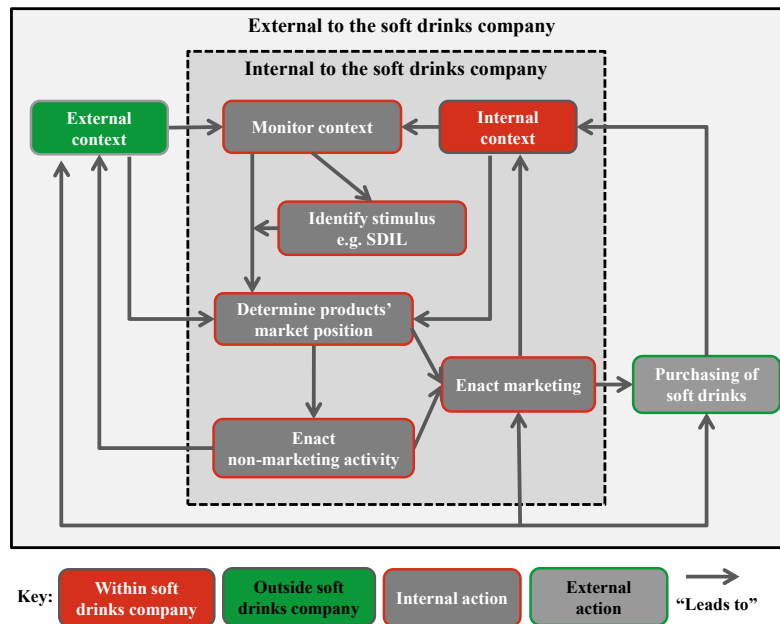 External to the soft drinks company
Internal to the soft drinks company
External
context
Monitor context
Internal
context
Identify stimulus
e.g. SDIL
Determine products’
market position
Enact marketing
Purchasing of
soft drinks
Enact
non-marketing activity
Key:
Within soft
drinks company
Outside soft
drinks company
Internal action
External
action
“Leads to”